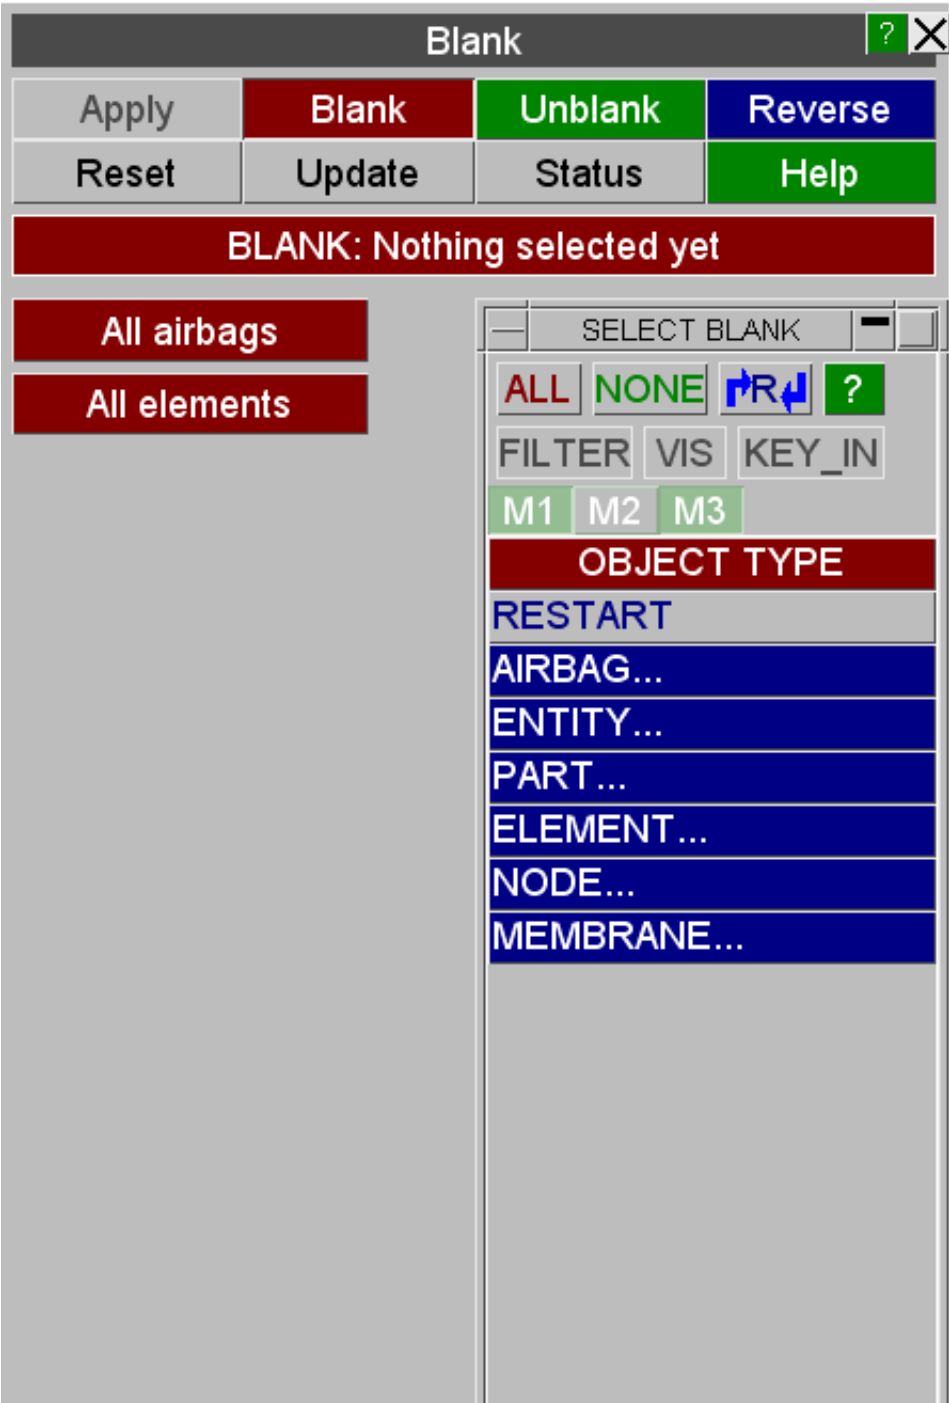 Blank ? X
Apply Blank Unblank Reverse
Reset Update Status Help
BLANK: Nothing selected yet
All airbags
All elements
SELECT BLANK
ALL NONE R ?
FILTER VIS KEY_IN
M1 M2 M3
OBJECT TYPE
RESTART
AIRBAG...
ENTITY...
PART...
ELEMENT...
NODE...
MEMBRANE...